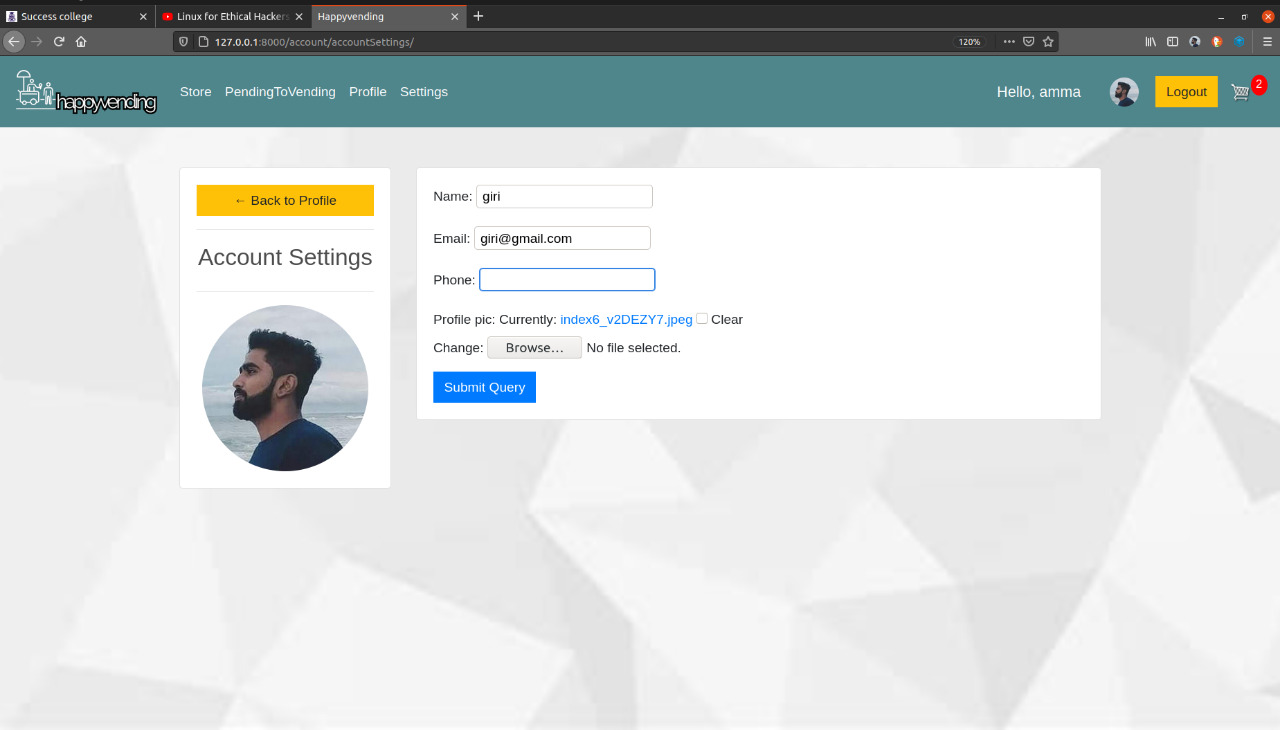 Success college
Linux for Ethical Hackers
Happyvending
127.0.0.1:8000/account/accountSettings/
120%
happyvending
Store PendingToVending Profile Settings
Hello, amma
Logout
2
← Back to Profile
Account Settings
Name: giri
Email: giri@gmail.com
Phone:
Profile pic: Currently: index6_v2DEZY7.jpeg Clear
Change: Browse... No file selected.
Submit Query